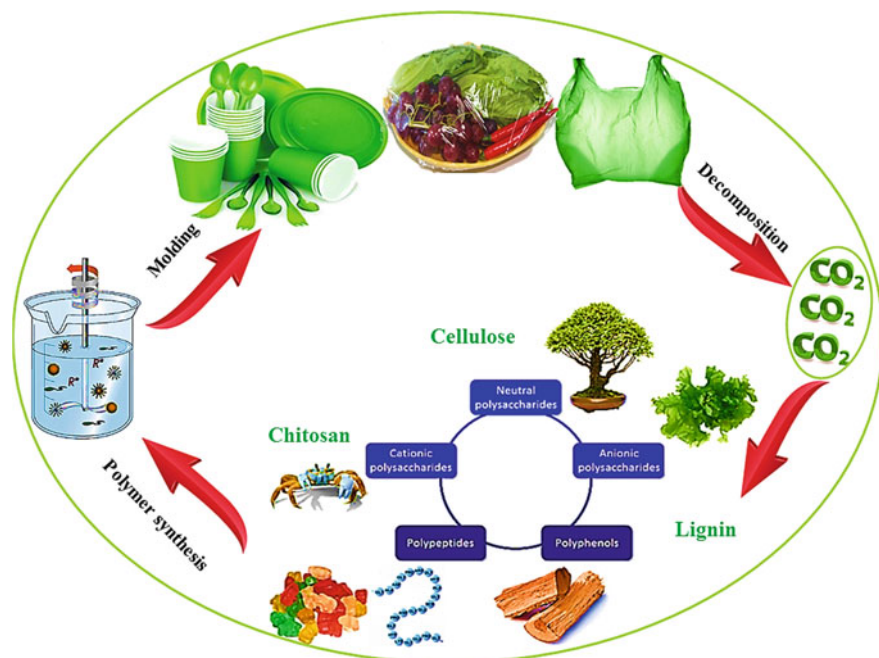 Molding
Decomposition
CO₂
CO₂
CO₂
Cellulose
Neutral
polysaccharides
Chitosan
Cationic
polysaccharides
Anionic
polysaccharides
Lignin
Polypeptides
Polyphenols
Polymer synthesis
R*
R*